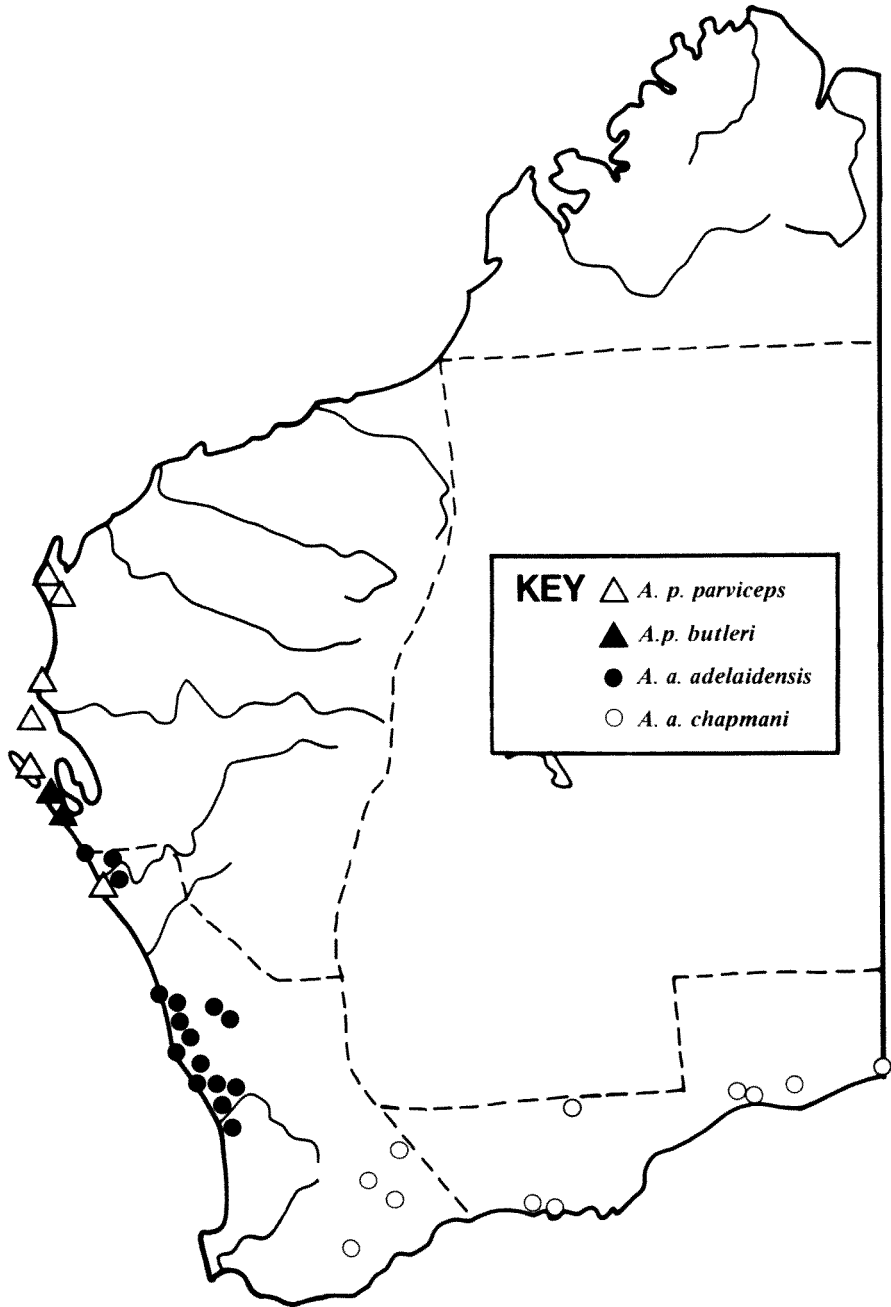 KEY
A. p. parviceps
A.p. butleri
A. a. adelaidensis
A. a. chapmani